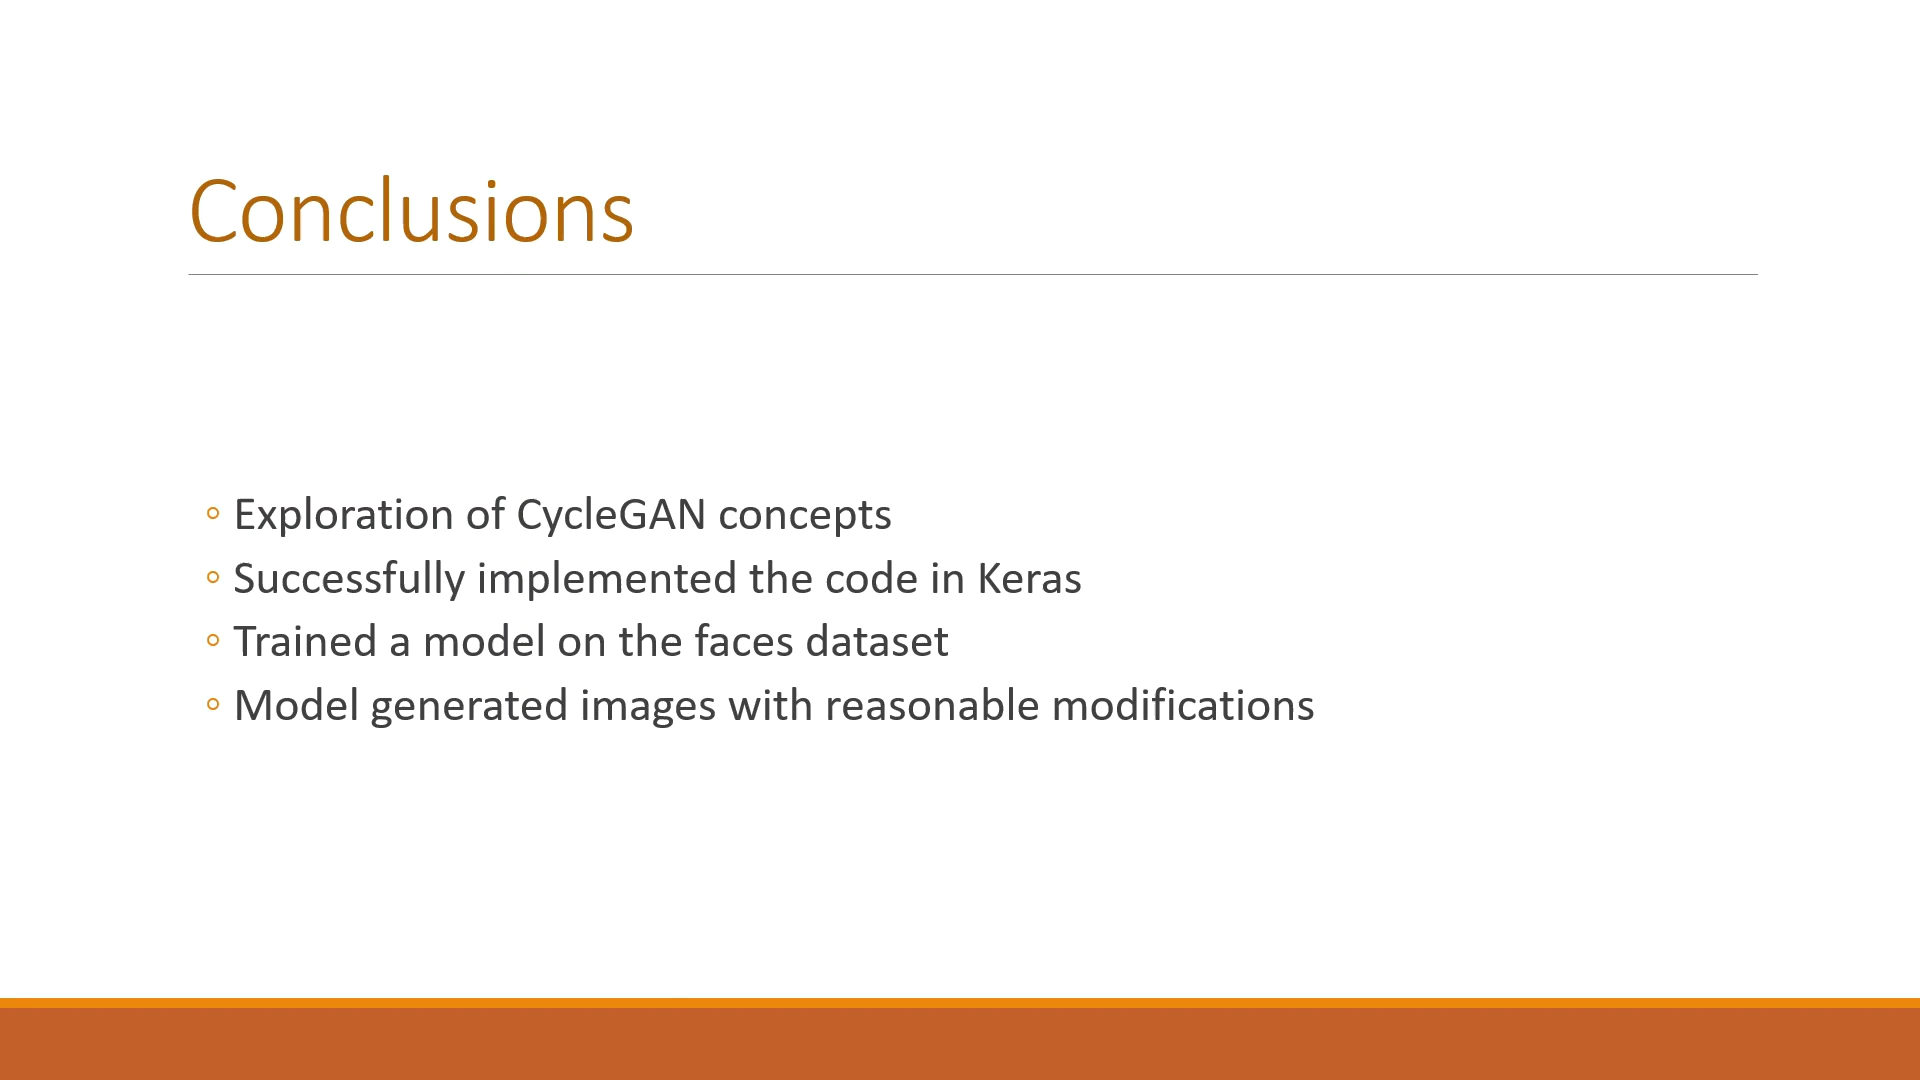 Conclusions
◦ Exploration of CycleGAN concepts
◦ Successfully implemented the code in Keras
◦ Trained a model on the faces dataset
◦ Model generated images with reasonable modifications